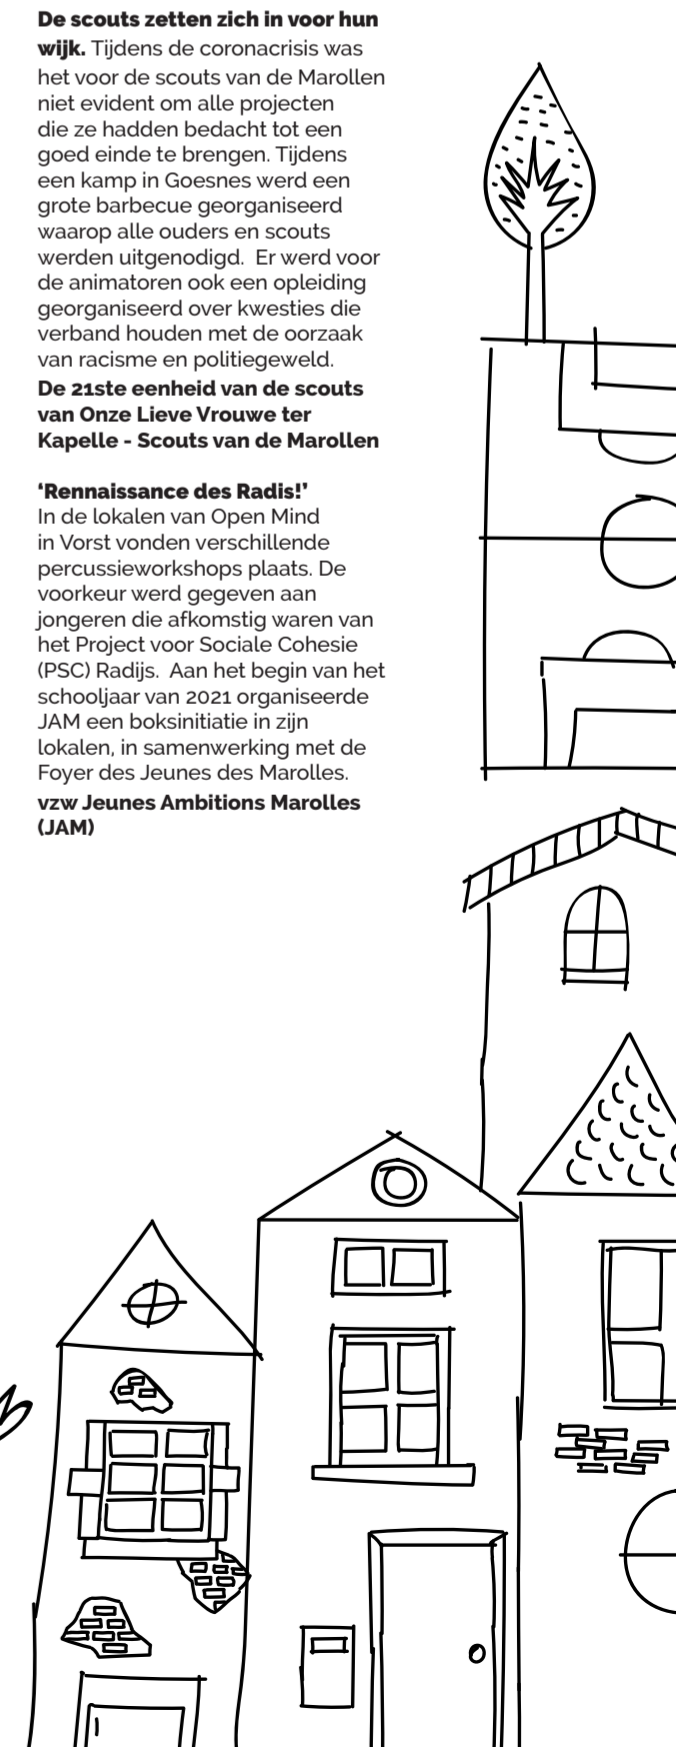 De scouts zetten zich in voor hun
wijk. Tijdens de coronacrisis was
het voor de scouts van de Marollen
niet evident om alle projecten
die ze hadden bedacht tot een
goed einde te brengen. Tijdens
een kamp in Goesnes werd een
grote barbecue georganiseerd
waarop alle ouders en scouts
werden uitgenodigd.  Er werd voor
de animatoren ook een opleiding
georganiseerd over kwesties die
verband houden met de oorzaak
van racisme en politiegeweld.
De 21ste eenheid van de scouts
van Onze Lieve Vrouwe ter
Kapelle - Scouts van de Marollen
‘Rennaissance des Radis!’
In de lokalen van Open Mind
in Vorst vonden verschillende
percussieworkshops plaats. De
voorkeur werd gegeven aan
jongeren die afkomstig waren van
het Project voor Sociale Cohesie
(PSC) Radijs.  Aan het begin van het
schooljaar van 2021 organiseerde
JAM een boksinitiatie in zijn
lokalen, in samenwerking met de
Foyer des Jeunes des Marolles.
vzw Jeunes Ambitions Marolles
(JAM)